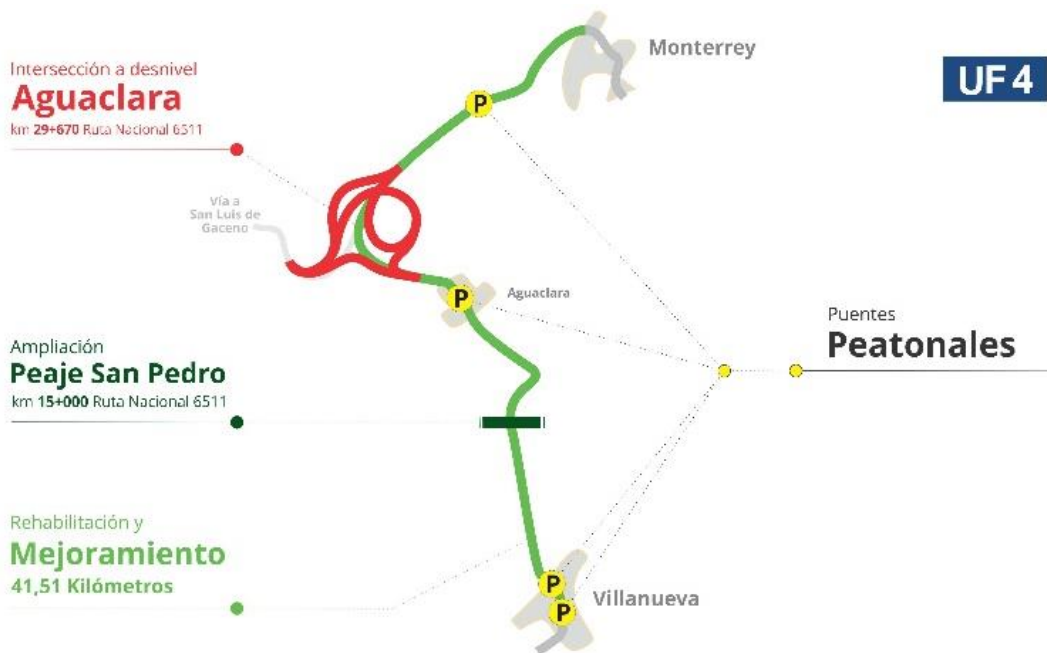 Monterrey
UF 4
Intersección a desnivel
Aguaclara
km 29+670 Ruta Nacional 6511
P
Vía a
San Luis de
Gaceno
P
Aguaclara
Puentes
Peatonales
Ampliación
Peaje San Pedro
km 15+000 Ruta Nacional 6511
Rehabilitación y
Mejoramiento
41,51 Kilómetros
P
P
Villanueva